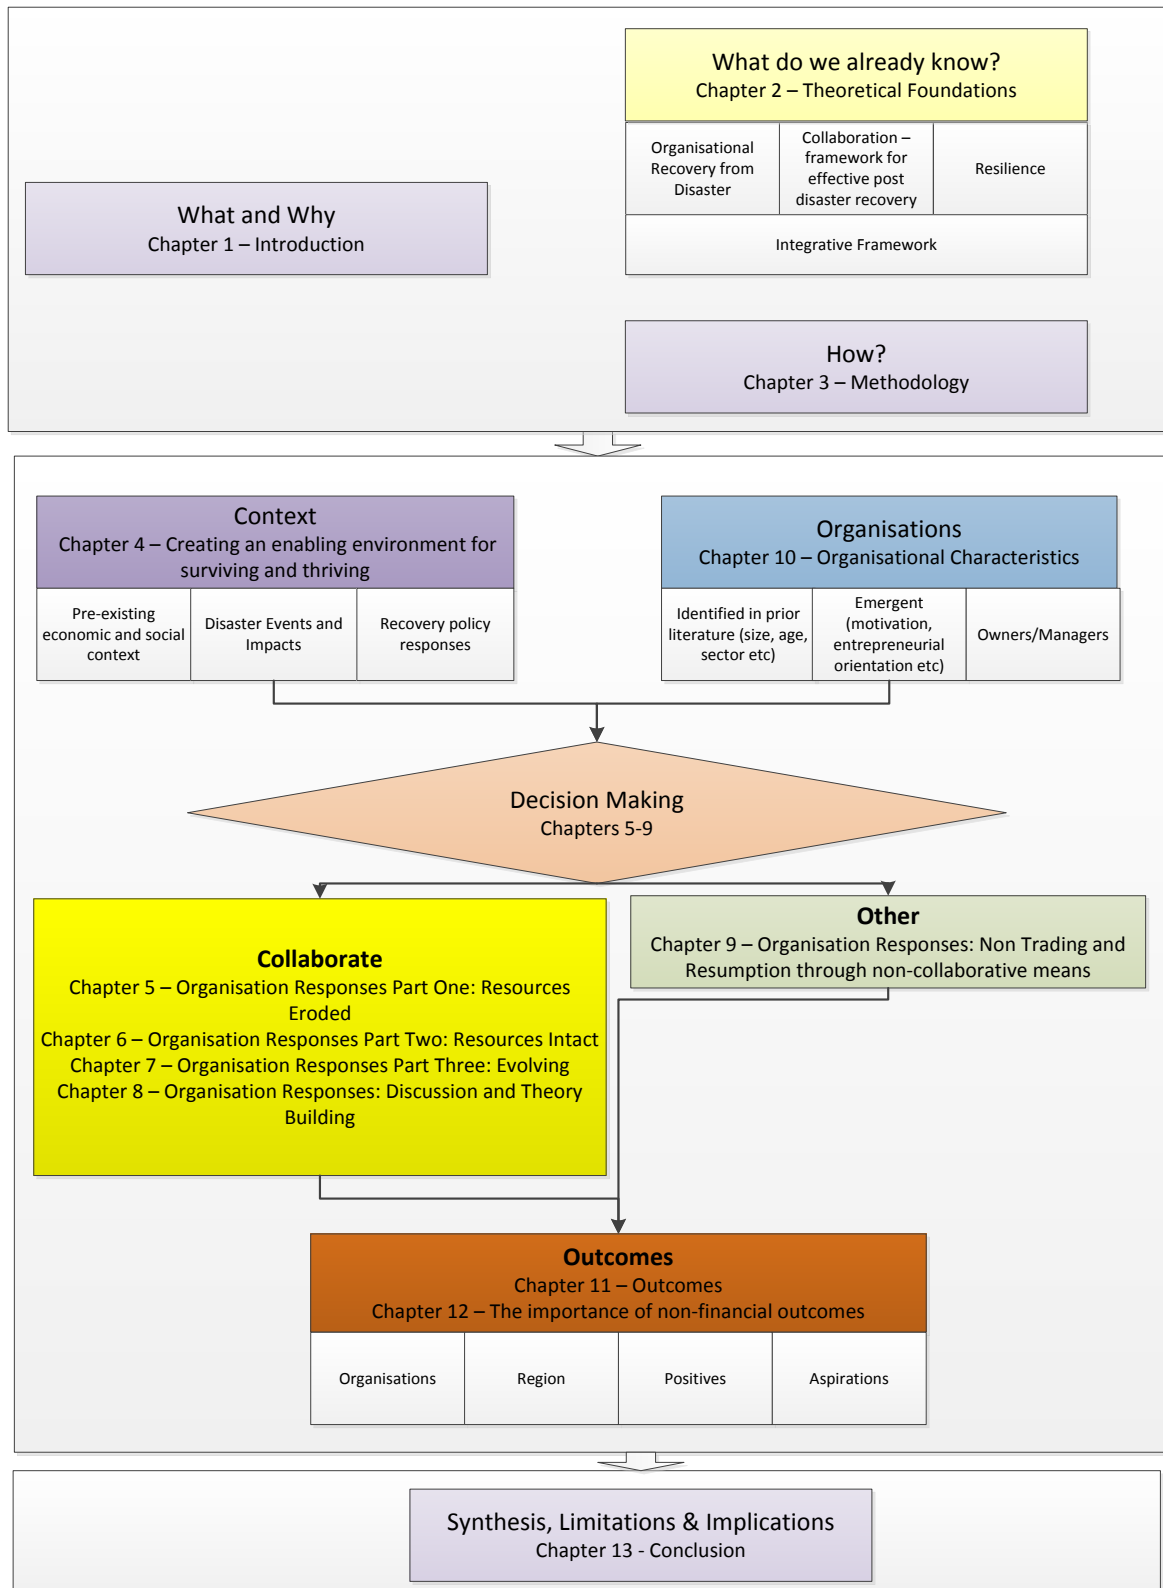 What do we already know?
Chapter 2 – Theoretical Foundations
Organisational
Recovery from
Disaster
Collaboration –
framework for
effective post
disaster recovery
Resilience
Integrative Framework
What and Why
Chapter 1 – Introduction
How?
Chapter 3 – Methodology
Context
Chapter 4 – Creating an enabling environment for
surviving and thriving
Pre-existing
economic and social
context
Disaster Events and
Impacts
Recovery policy
responses
Organisations
Chapter 10 – Organisational Characteristics
Identified in prior
literature (size, age,
sector etc)
Emergent
(motivation,
entrepreneurial
orientation etc)
Owners/Managers
Decision Making
Chapters 5-9
Collaborate
Chapter 5 – Organisation Responses Part One: Resources
Eroded
Chapter 6 – Organisation Responses Part Two: Resources Intact
Chapter 7 – Organisation Responses Part Three: Evolving
Chapter 8 – Organisation Responses: Discussion and Theory
Building
Other
Chapter 9 – Organisation Responses: Non Trading and
Resumption through non-collaborative means
Outcomes
Chapter 11 – Outcomes
Chapter 12 – The importance of non-financial outcomes
Organisations
Region
Positives
Aspirations
Synthesis, Limitations & Implications
Chapter 13 - Conclusion